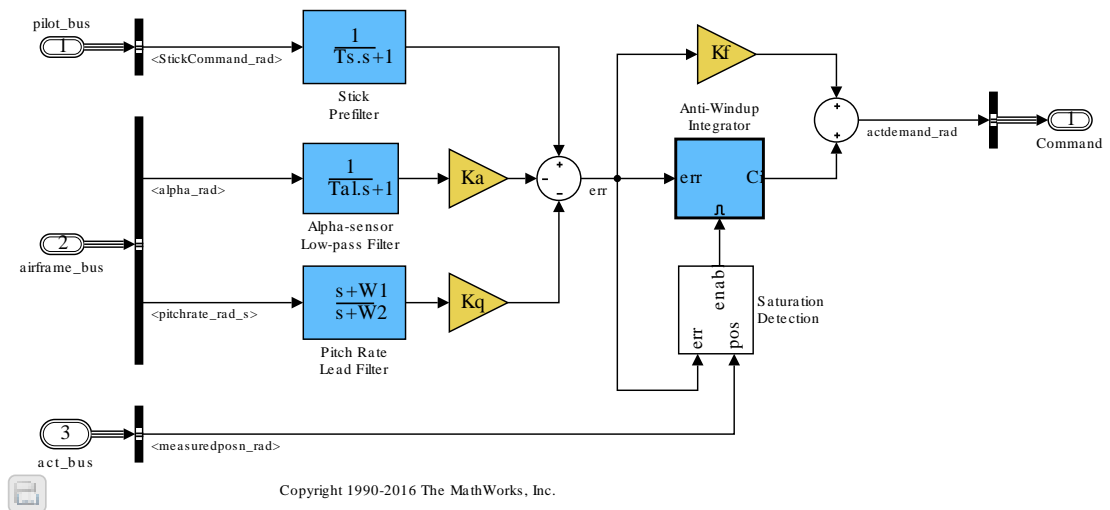 pilot_bus
1
<StickCommand_rad>
1
Ts.s+1
Stick
Prefilter
Kf
Anti-Windup
Integrator
err
Ci
+
+
actdemand_rad
1
Command
<alpha_rad>
1
Tal.s+1
Alpha-sensor
Low-pass Filter
Ka
+
-
-
err
2
airframe_bus
<pitchrate_rad_s>
s+W1
s+W2
Pitch Rate
Lead Filter
Kq
enabl
err
pos
Saturation
Detection
3
act_bus
<measuredposn_rad>
Copyright 1990-2016 The MathWorks, Inc.